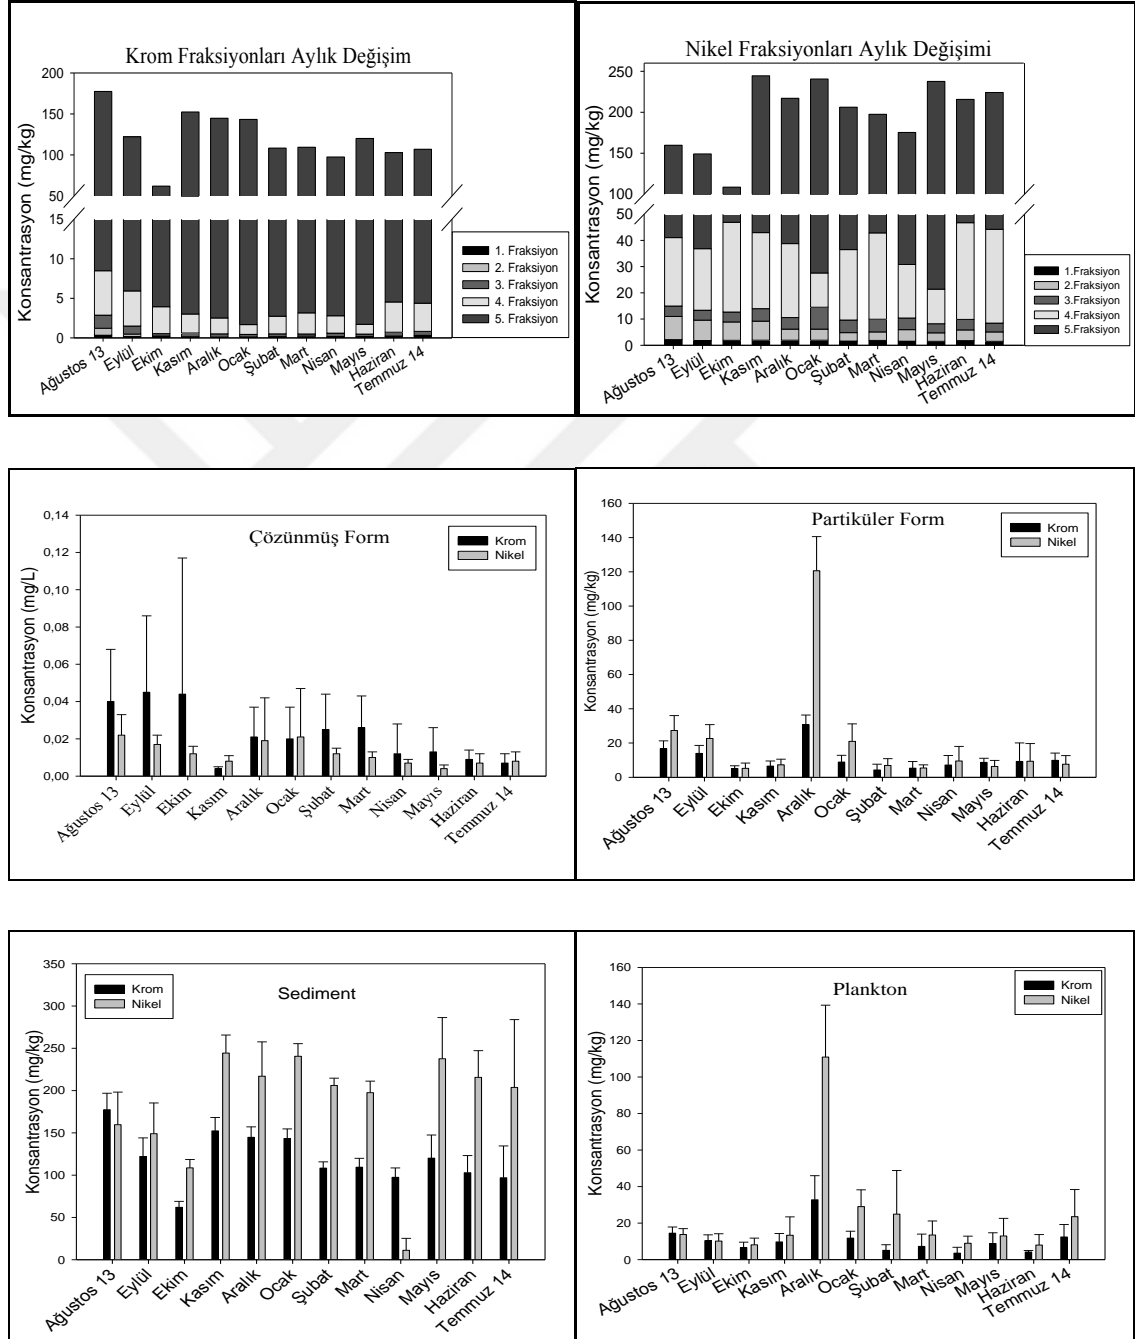 Krom Fraksiyonları Aylık Değişim
Konsantrasyon (mg/kg)
200
150
100
50
15
10
5
0
Ağustos 13
Eylül
Ekim
Kasım
Aralık
Ocak
Şubat
Mart
Nisan
Mayıs
Haziran
Temmuz 14
1. Fraksiyon
2. Fraksiyon
3. Fraksiyon
4. Fraksiyon
5. Fraksiyon
Nikel Fraksiyonları Aylık Değişimi
Konsantrasyon (mg/kg)
250
200
150
100
50
40
30
20
10
0
Ağustos 13
Eylül
Ekim
Kasım
Aralık
Ocak
Şubat
Mart
Nisan
Mayıs
Haziran
Temmuz 14
1.Fraksiyon
2.Fraksiyon
3.Fraksiyon
4.Fraksiyon
5.Fraksiyon
Çözünmüş Form
Konsantrasyon (mg/L)
0,14
0,12
0,10
0,08
0,06
0,04
0,02
0,00
Krom
Nikel
Ağustos 13
Eylül
Ekim
Kasım
Aralık
Ocak
Şubat
Mart
Nisan
Mayıs
Haziran
Temmuz 14
Partiküler Form
Konsantrasyon (mg/kg)
160
140
120
100
80
60
40
20
0
Krom
Nikel
Ağustos 13
Eylül
Ekim
Kasım
Aralık
Ocak
Şubat
Mart
Nisan
Mayıs
Haziran
Temmuz 14
Sediment
Konsantrasyon (mg/kg)
350
300
250
200
150
100
50
0
Krom
Nikel
Ağustos 13
Eylül
Ekim
Kasım
Aralık
Ocak
Şubat
Mart
Nisan
Mayıs
Haziran
Temmuz 14
Plankton
Konsantrasyon (mg/kg)
160
140
120
100
80
60
40
20
0
Krom
Nikel
Ağustos 13
Eylül
Ekim
Kasım
Aralık
Ocak
Şubat
Mart
Nisan
Mayıs
Haziran
Temmuz 14